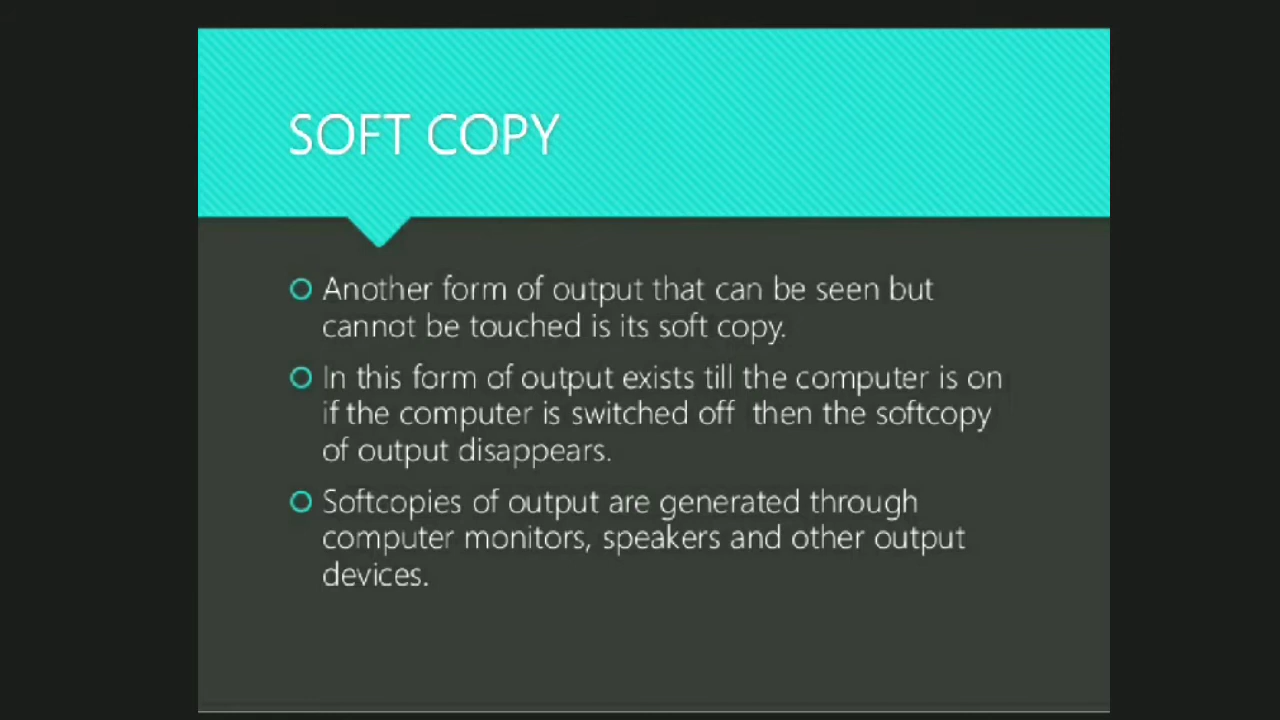 SOFT COPY
Another form of output that can be seen but
cannot be touched is its soft copy.
In this form of output exists till the computer is on
if the computer is switched off then the softcopy
of output disappears.
Softcopies of output are generated through
computer monitors, speakers and other output
devices.